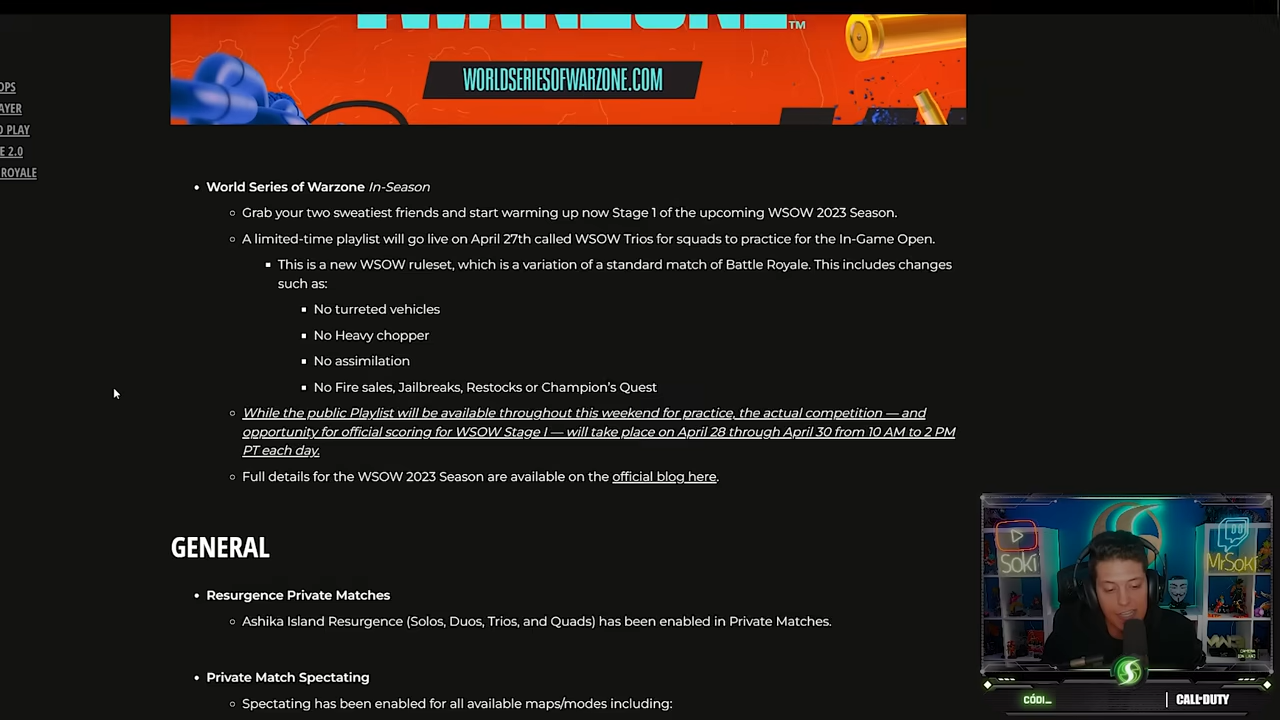 WARZONE™
WORLDSERIESOFWARZONE.COM
OPS
AYER
D PLAY
E 2.0
ROYALE
• World Series of Warzone In-Season
Grab your two sweatiest friends and start warming up now Stage 1 of the upcoming WSOW 2023 Season.
A limited-time playlist will go live on April 27th called WSOW Trios for squads to practice for the In-Game Open.
This is a new WSOW ruleset, which is a variation of a standard match of Battle Royale. This includes changes
such as:
No turreted vehicles
No Heavy chopper
No assimilation
No Fire sales, Jailbreaks, Restocks or Champion's Quest
While the public Playlist will be available throughout this weekend for practice, the actual competition — and
opportunity for official scoring for WSOW Stage I — will take place on April 28 through April 30 from 10 AM to 2 PM
PT each day.
Full details for the WSOW 2023 Season are available on the official blog here.
GENERAL
• Resurgence Private Matches
Ashika Island Resurgence (Solos, Duos, Trios, and Quads) has been enabled in Private Matches.
• Private Match Spectating
Spectating has been enabled for all available maps/modes including:
Soki
MrSoki
CÓDI_
CALL OF DUTY